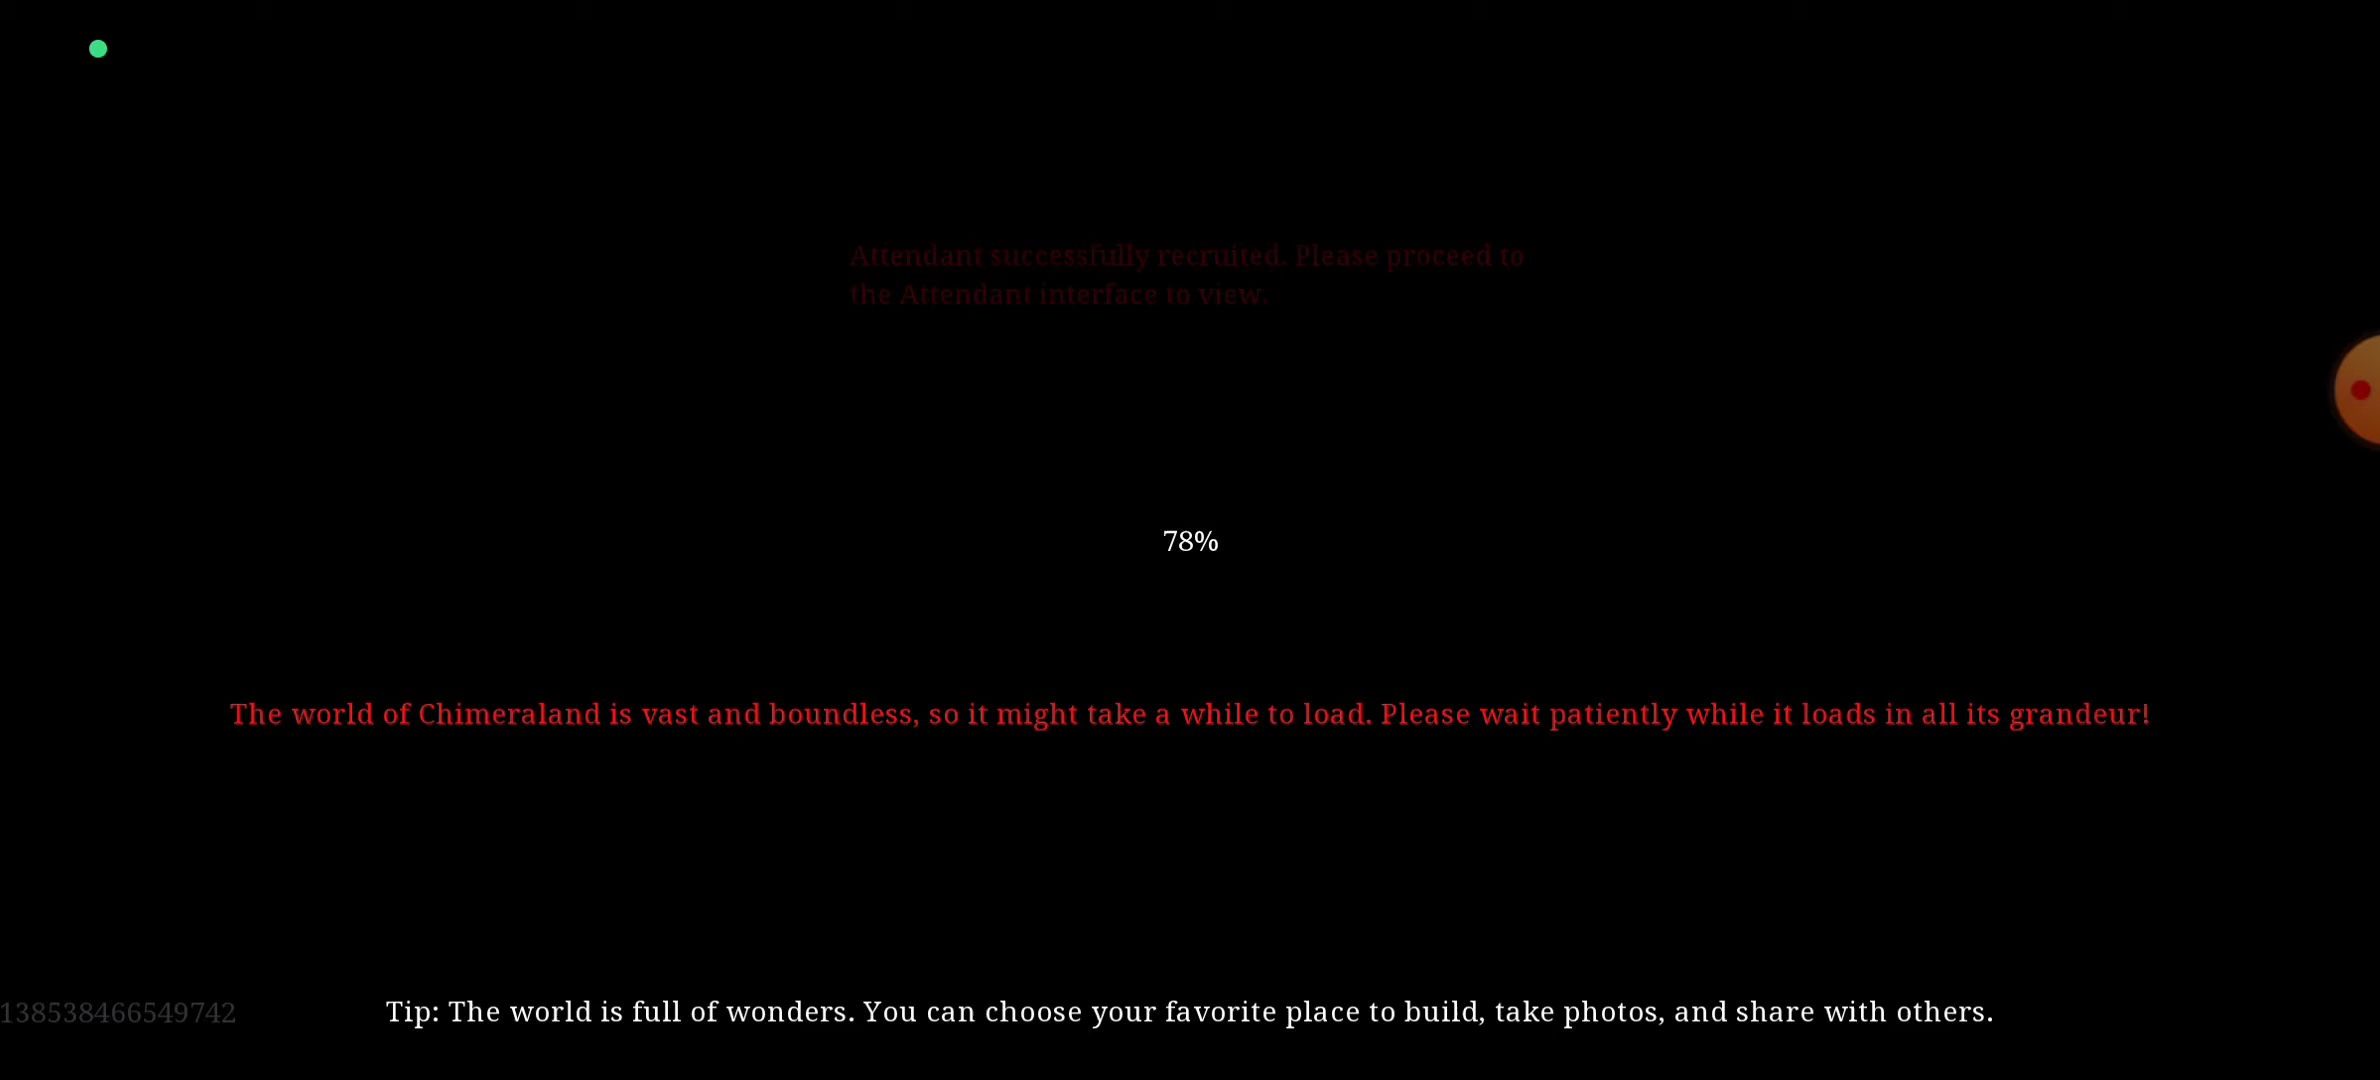 Attendant successfully recruited. Please proceed to
the Attendant interface to view.
78%
The world of Chimeraland is vast and boundless, so it might take a while to load. Please wait patiently while it loads in all its grandeur!
138538466549742
Tip: The world is full of wonders. You can choose your favorite place to build, take photos, and share with others.